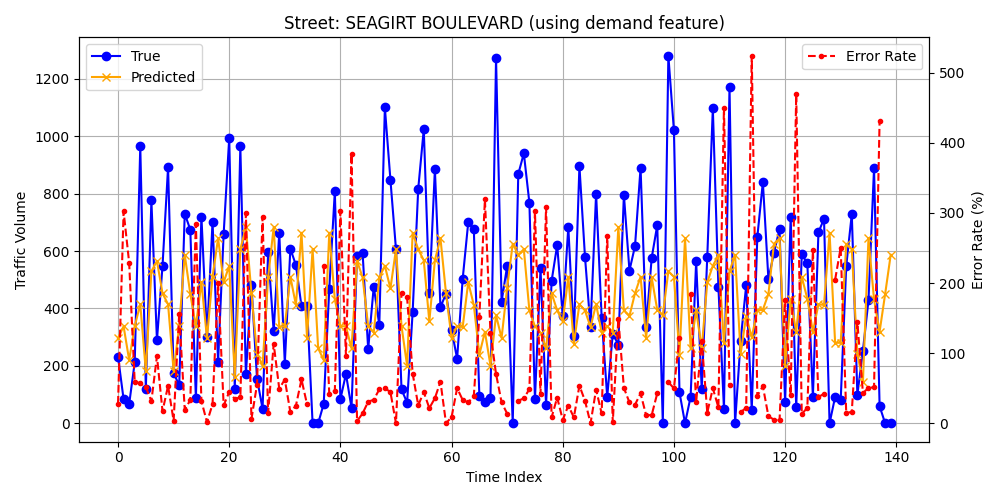 Street: SEAGIRT BOULEVARD (using demand feature)
True
Predicted
Error Rate
Traffic Volume
Error Rate (%)
1200
1000
800
600
400
200
0
500
400
300
200
100
0
0 20 40 60 80 100 120 140
Time Index